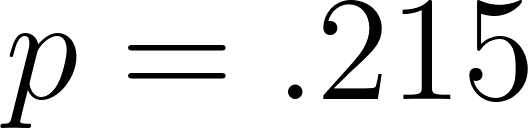 p = .215